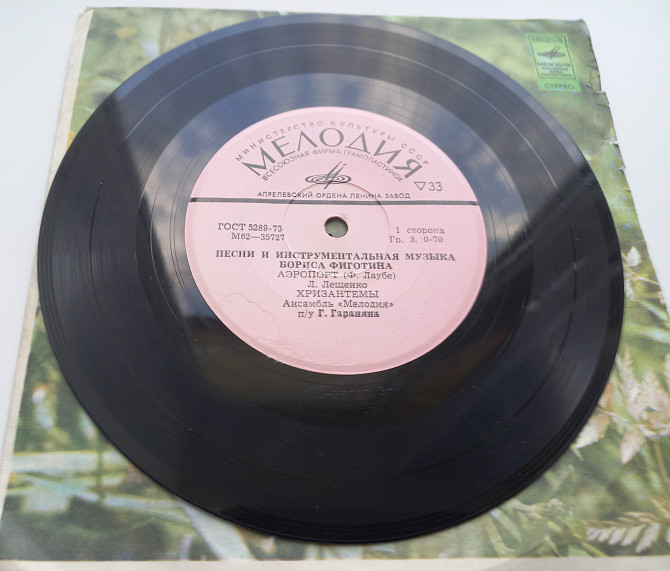 МЕЛОДИЯ
СТЕРЕО
МИНИСТЕРСТВО КУЛЬТУРЫ СССР
МЕЛОДИЯ
ВСЕСОЮЗНАЯ ФИРМА ГРАМПЛАСТИНОК
33
АПРЕЛЕВСКИЙ ОРДЕНА ЛЕНИНА ЗАВОД
ГОСТ 5289-73 1 сторона
М62—35727 Гр. 3. 0-70
ПЕСНИ И ИНСТРУМЕНТАЛЬНАЯ МУЗЫКА
БОРИСА ФИГОТИНА
АЭРОПОРТ (Ф. Лаубе)
Л. Лещенко
ХРИЗАНТЕМЫ
Ансамбль «Мелодия»
п/у Г. Гараняна